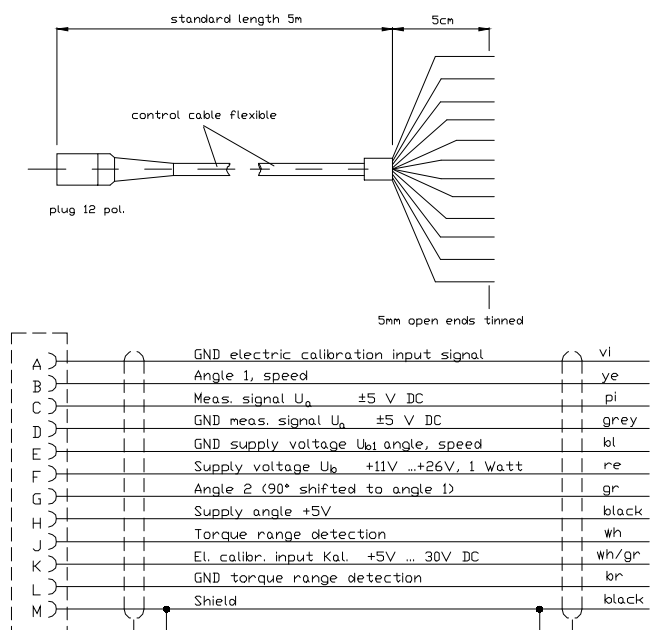 standard length 5m 5cm
control cable flexible
plug 12 pol.
5mm open ends tinned
A GND electric calibration input signal vi
B Angle 1, speed ye
C Meas. signal Ua ±5 V DC pi
D GND meas. signal Ua ±5 V DC grey
E GND supply voltage Ub1 angle, speed bl
F Supply voltage Ub +11V ...+26V, 1 Watt re
G Angle 2 (90° shifted to angle 1) gr
H Supply angle +5V black
J Torque range detection wh
K El. calibr. input Kal. +5V ... 30V DC wh/gr
L GND torque range detection br
M Shield black